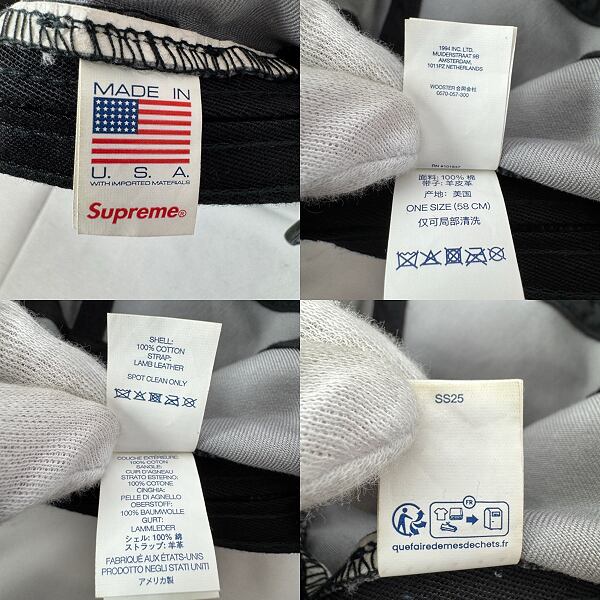 MADE IN
U.S.A.
WITH IMPORTED MATERIALS
Supreme®
1994 INC. LTD.
MUIDERSTRAAT 9B
AMSTERDAM,
1011PZ NETHERLANDS
WOOSTER 合同会社
0570-057-000
RN #101837
面料: 100% 棉
带子: 羊皮革
产地: 美国
ONE SIZE (58 CM)
仅可局部清洗
SHELL:
100% COTTON
STRAP:
LAMB LEATHER
SPOT CLEAN ONLY
COUCHE EXTÉRIEURE:
100% COTON
SANGLE:
CUIR D'AGNEAU
STRATO ESTERNO:
100% COTONE
CINGHIA:
PELLE DI AGNELLO
OBERSTOFF:
100% BAUMWOLLE
GURT:
LAMMLEDER
シェル: 100% 綿
ストラップ: 羊革
FABRIQUÉ AUX ÉTATS-UNIS
PRODOTTO NEGLI STATI UNITI
アメリカ製
SS25
FR
quefairedemesdechets.fr